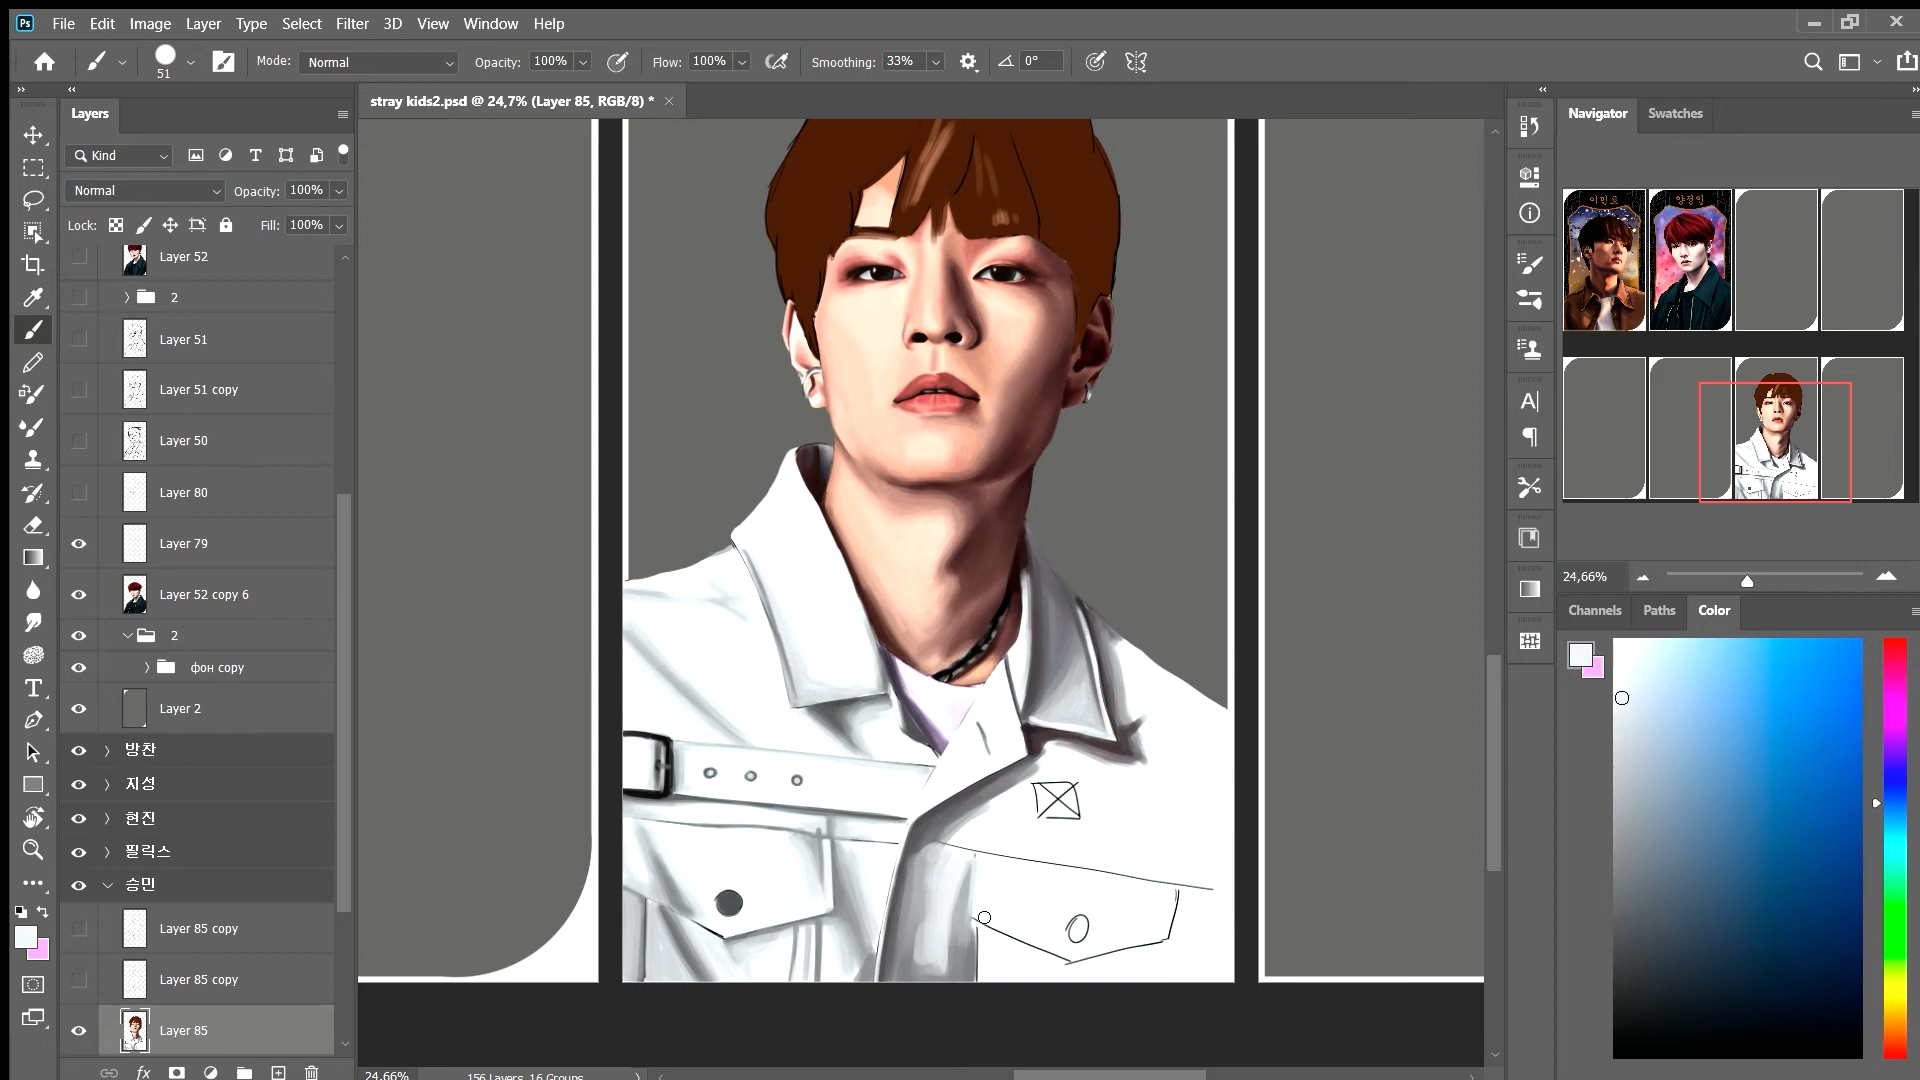 Ps File Edit Image Layer Type Select Filter 3D View Window Help
51 Mode: Normal Opacity: 100% Flow: 100% Smoothing: 33% 0°
Layers
stray kids2.psd @ 24,7% (Layer 85, RGB/8) *
Navigator Swatches
Kind
Normal Opacity: 100%
Lock: Fill: 100%
Layer 52
2
Layer 51
Layer 51 copy
Layer 50
Layer 80
Layer 79
Layer 52 copy 6
2
фон copy
Layer 2
방찬
지성
현진
필릭스
승민
Layer 85 copy
Layer 85 copy
Layer 85
fx
24,66% 156 Layers, 16 Groups
이민호 양정인
24,66%
Channels Paths Color